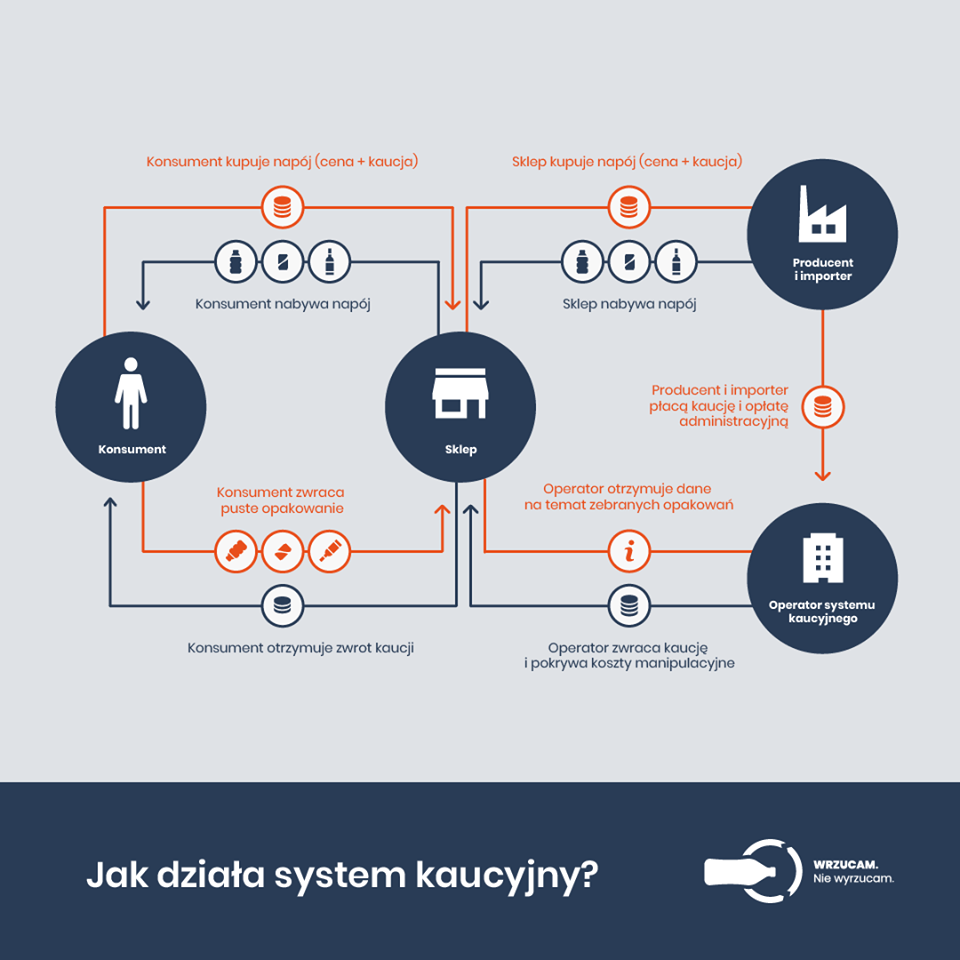 Konsument kupuje napój (cena + kaucja)
Sklep kupuje napój (cena + kaucja)
Producent
i importer
Konsument nabywa napój
Sklep nabywa napój
Producent i importer
płacą kaucję i opłatę
administracyjną
Konsument
Sklep
Konsument zwraca
puste opakowanie
Operator otrzymuje dane
na temat zebranych opakowań
i
Operator systemu
kaucyjnego
Konsument otrzymuje zwrot kaucji
Operator zwraca kaucję
i pokrywa koszty manipulacyjne
Jak działa system kaucyjny?
WRZUCAM.
Nie wyrzucam.